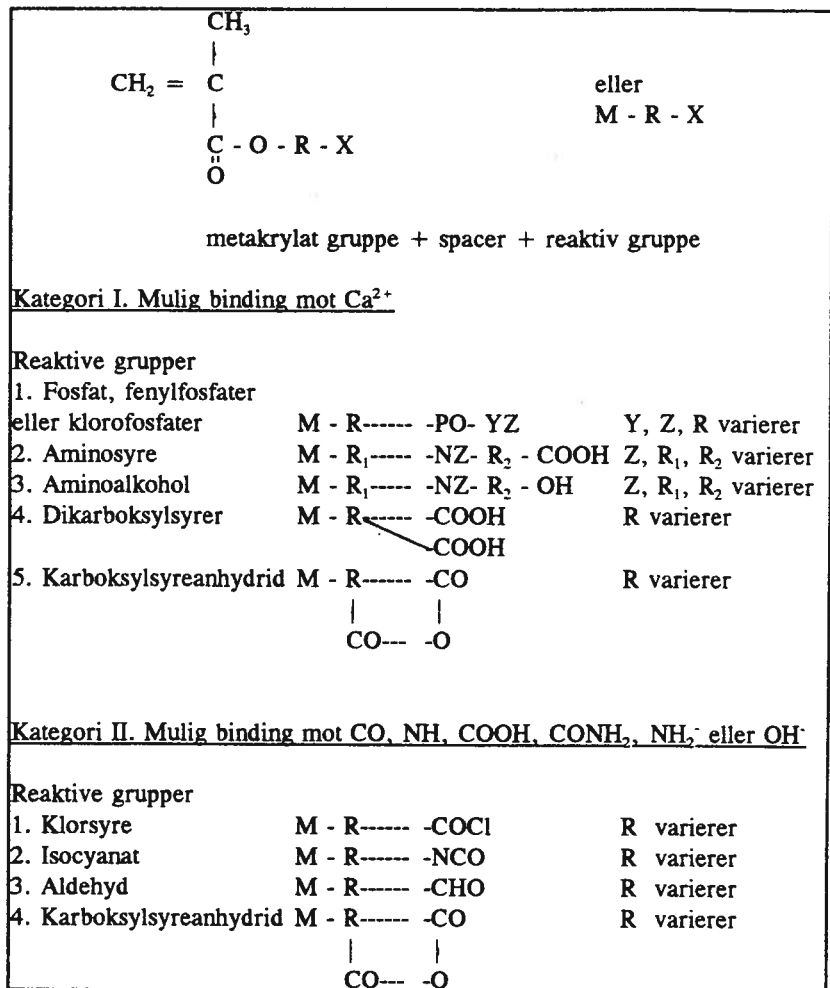 CH₃
|
CH₂ = C eller
| M - R - X
C - O - R - X
||
O
metakrylat gruppe + spacer + reaktiv gruppe
Kategori I. Mulig binding mot Ca²⁺
Reaktive grupper
1. Fosfat, fenylfosfater
eller klorofosfater M - R------ -PO- YZ Y, Z, R varierer
2. Aminosyre M - R₁----- -NZ- R₂ - COOH Z, R₁, R₂ varierer
3. Aminoalkohol M - R₁----- -NZ- R₂ - OH Z, R₁, R₂ varierer
4. Dikarboksylsyrer M - R------ -COOH R varierer
-COOH
5. Karboksylsyreanhydrid M - R------ -CO R varierer
| |
CO--- -O
Kategori II. Mulig binding mot CO, NH, COOH, CONH₂, NH₂⁻ eller OH⁻
Reaktive grupper
1. Klorsyre M - R------ -COCl R varierer
2. Isocyanat M - R------ -NCO R varierer
3. Aldehyd M - R------ -CHO R varierer
4. Karboksylsyreanhydrid M - R------ -CO R varierer
| |
CO--- -O